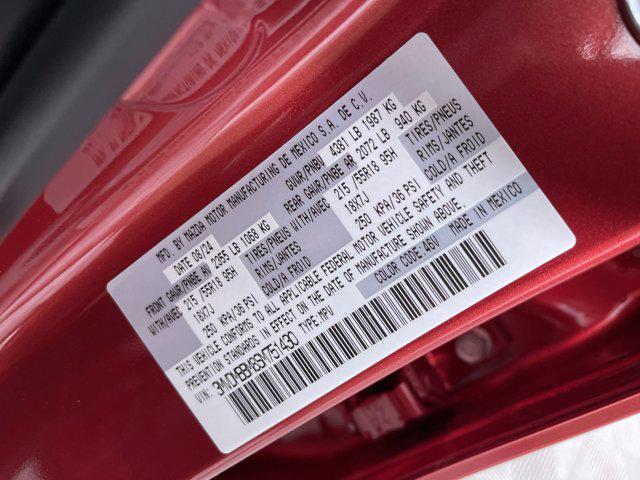 MFD. BY MAZDA MOTOR MANUFACTURING DE MEXICO S.A. DE C.V.
DATE 08/24 GWVR/PNBV 4381 LB 1987 KG
FRONT GAWR/PNBE AV 2355 LB 1068 KG REAR GAWR/PNBE AR 2072 LB 940 KG
WITH/AVEC 215 /55R18 95H TIRES/PNEUS WITH/AVEC 215 /55R18 95H TIRES/PNEUS
18X7J RIMS/JANTES 18X7J RIMS/JANTES
250 KPA/36 PSI COLD/A FROID 250 KPA/36 PSI COLD/A FROID
THIS VEHICLE CONFORMS TO ALL APPLICABLE FEDERAL MOTOR VEHICLE SAFETY AND THEFT
PREVENTION STANDARDS IN EFFECT ON THE DATE OF MANUFACTURE SHOWN ABOVE.
VIN: TYPE MPV COLOR CODE 46V MADE IN MEXICO